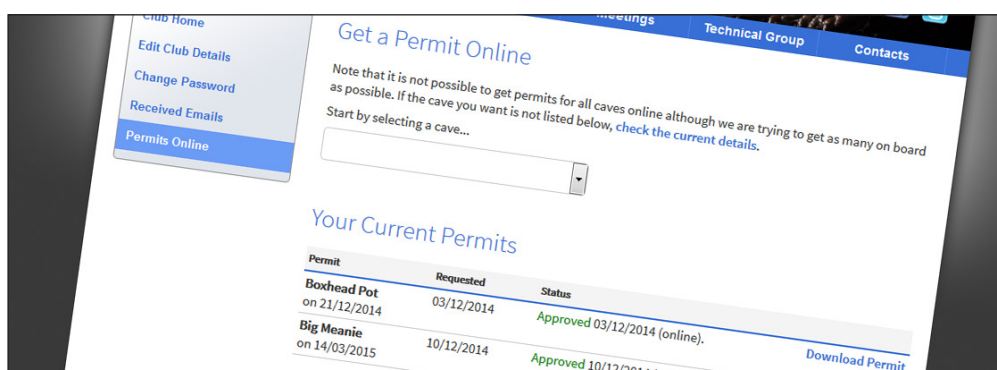 Club Home
Edit Club Details
Change Password
Received Emails
Permits Online
Meetings
Technical Group
Contacts
Get a Permit Online
Note that it is not possible to get permits for all caves online although we are trying to get as many on board
as possible. If the cave you want is not listed below, check the current details.
Start by selecting a cave...
Your Current Permits
Permit Requested Status
Boxhead Pot
on 21/12/2014 03/12/2014 Approved 03/12/2014 (online). Download Permit
Big Meanie
on 14/03/2015 10/12/2014 Approved 10/12/2014